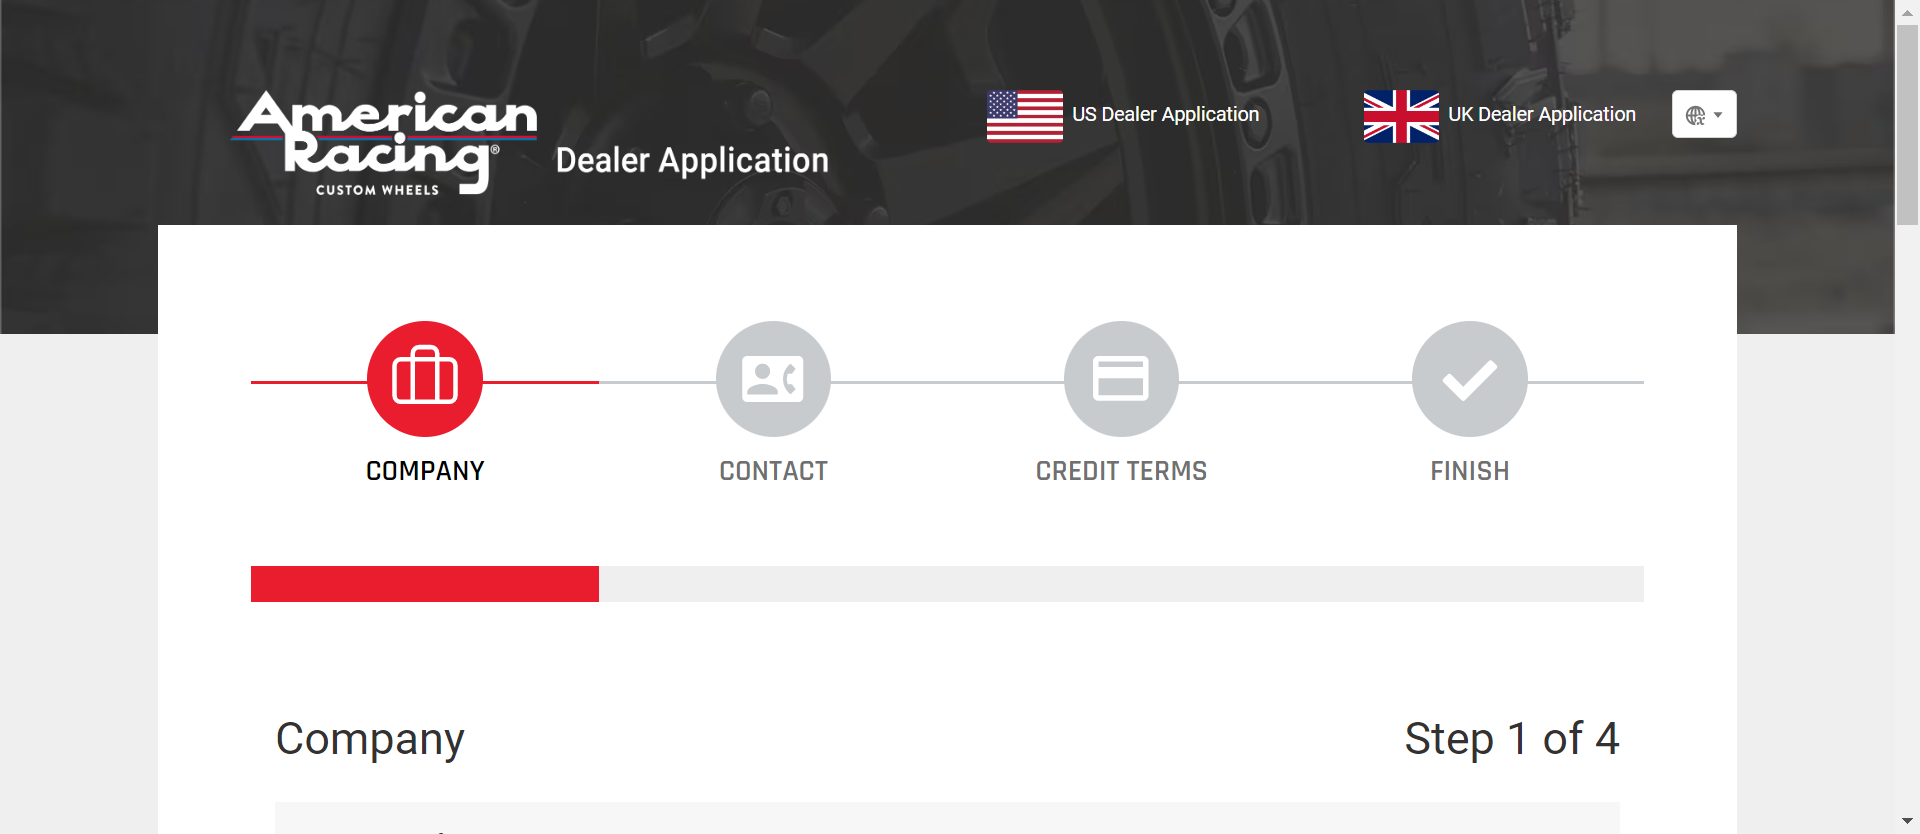 American
Racing®
CUSTOM WHEELS
Dealer Application
US Dealer Application
UK Dealer Application
COMPANY
CONTACT
CREDIT TERMS
FINISH
Company
Step 1 of 4